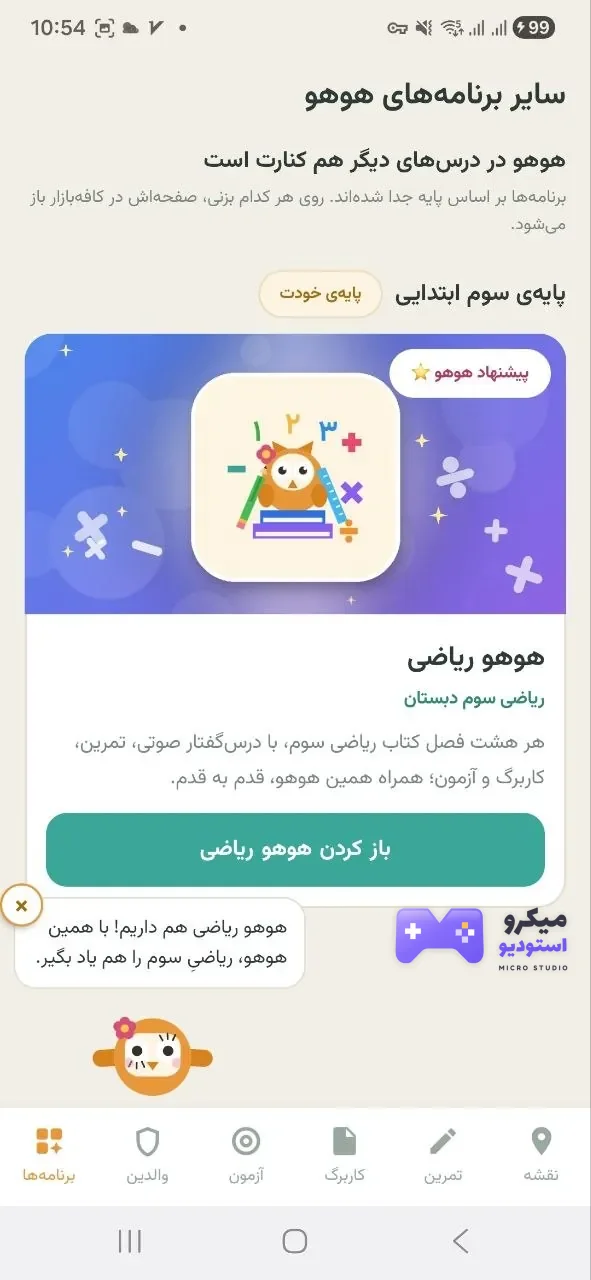 10:54
99
سایر برنامه‌های هوهو
هوهو در درس‌های دیگر هم کنارت است
برنامه‌ها بر اساس پایه جدا شده‌اند. روی هر کدام بزنی، صفحه‌اش در کافه‌بازار باز
می‌شود.
پایه‌ی سوم ابتدایی
پایه‌ی خودت
پیشنهاد هوهو
۱ ۲ ۳
هوهو ریاضی
ریاضی سوم دبستان
هر هشت فصل کتاب ریاضی سوم، با درس‌گفتار صوتی، تمرین،
کاربرگ و آزمون؛ همراه همین هوهو، قدم به قدم.
باز کردن هوهو ریاضی
میکرو
استودیو
MICRO STUDIO
هوهو ریاضی هم داریم! با همین
هوهو، ریاضیِ سوم را هم یاد بگیر.
نقشه
تمرین
کاربرگ
آزمون
والدین
برنامه‌ها